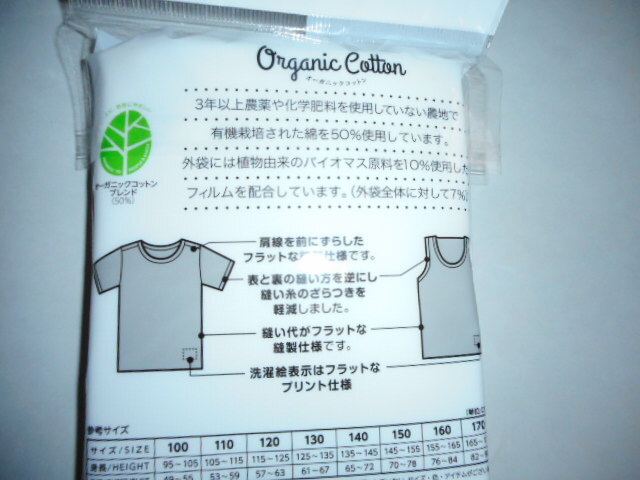 Organic Cotton
オーガニックコットン
3年以上農薬や化学肥料を使用していない農地で
有機栽培された綿を50%使用しています。
外袋には植物由来のバイオマス原料を10%使用した
フィルムを配合しています。(外袋全体に対して7%)
オーガニックコットン
ブレンド
(50%)
肩線を前にずらした
フラットな 仕様です。
表と裏の縫い方を逆にし
縫い糸のざらつきを
軽減しました。
縫い代がフラットな
縫製仕様です。
洗濯絵表示はフラットな
プリント仕様
参考サイズ
サイズ/SIZE 100 110 120 130 140 150 160 170
身長/HEIGHT 95~105 105~115 115~125 125~135 135~145 145~155 155~165 165~
49~55 53~59 57~63 61~67 65~72 70~78 76~84 82~